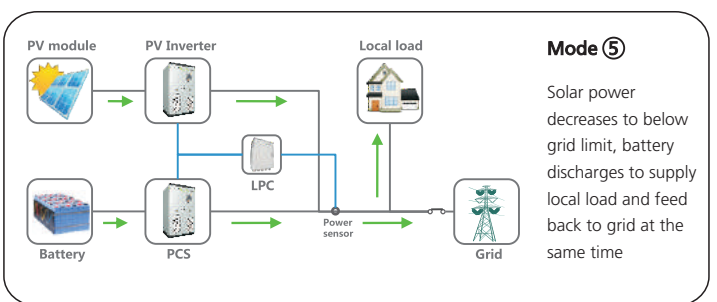 PV module
PV Inverter
Local load
Mode ⑤
Solar power
decreases to below
grid limit, battery
discharges to supply
local load and feed
back to grid at the
same time
LPC
Power
sensor
Battery
PCS
Grid